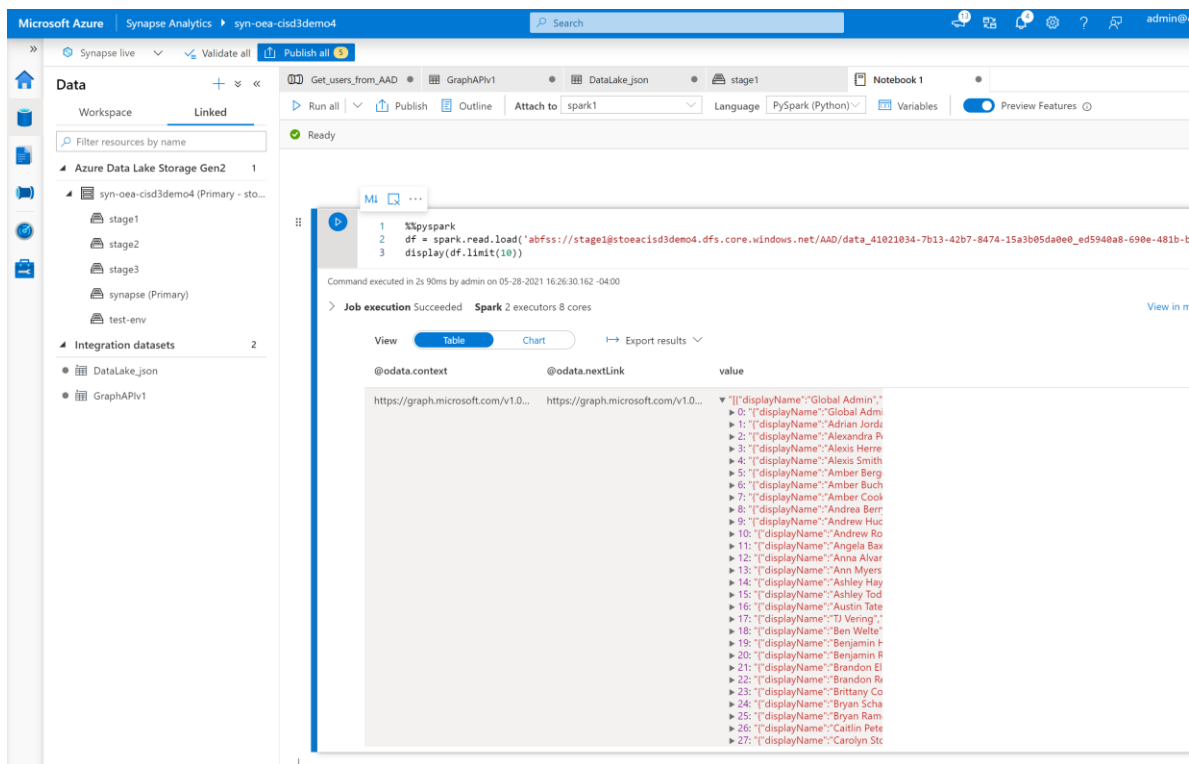 Microsoft Azure Synapse Analytics syn-oea-cisd3demo4 Search 13 4 admin@
Synapse live Validate all Publish all 5
Data
Workspace Linked
Filter resources by name
Azure Data Lake Storage Gen2 1
syn-oea-cisd3demo4 (Primary - sto...
stage1
stage2
stage3
synapse (Primary)
test-env
Integration datasets 2
DataLake_json
GraphAPIv1
Get_users_from_AAD GraphAPIv1 DataLake_json stage1 Notebook 1
Run all Publish Outline Attach to spark1 Language PySpark (Python) Variables Preview Features
Ready
M↓ ...
1 %%pyspark
2 df = spark.read.load('abfss://stage1@stoeacisd3demo4.dfs.core.windows.net/AAD/data_41021034-7b13-42b7-8474-15a3b05da0e0_ed5940a8-690e-481b-b
3 display(df.limit(10))
Command executed in 2s 90ms by admin on 05-28-2021 16:26:30.162 -04:00
Job execution Succeeded Spark 2 executors 8 cores View in m
View Table Chart Export results
@odata.context @odata.nextLink value
https://graph.microsoft.com/v1.0... https://graph.microsoft.com/v1.0... "[{"displayName":"Global Admin","
0: "{"displayName":"Global Admi
1: "{"displayName":"Adrian Jorda
2: "{"displayName":"Alexandra Pe
3: "{"displayName":"Alexis Herre
4: "{"displayName":"Alexis Smith
5: "{"displayName":"Amber Berg
6: "{"displayName":"Amber Buch
7: "{"displayName":"Amber Cook
8: "{"displayName":"Andrea Berr
9: "{"displayName":"Andrew Huc
10: "{"displayName":"Andrew Ro
11: "{"displayName":"Angela Bax
12: "{"displayName":"Anna Alvar
13: "{"displayName":"Ann Myers
14: "{"displayName":"Ashley Hay
15: "{"displayName":"Ashley Tod
16: "{"displayName":"Austin Tate
17: "{"displayName":"TJ Vering","
18: "{"displayName":"Ben Welte"
19: "{"displayName":"Benjamin H
20: "{"displayName":"Benjamin R
21: "{"displayName":"Brandon El
22: "{"displayName":"Brandon Re
23: "{"displayName":"Brittany Co
24: "{"displayName":"Bryan Scha
25: "{"displayName":"Bryan Ram
26: "{"displayName":"Caitlin Pete
27: "{"displayName":"Carolyn Sto